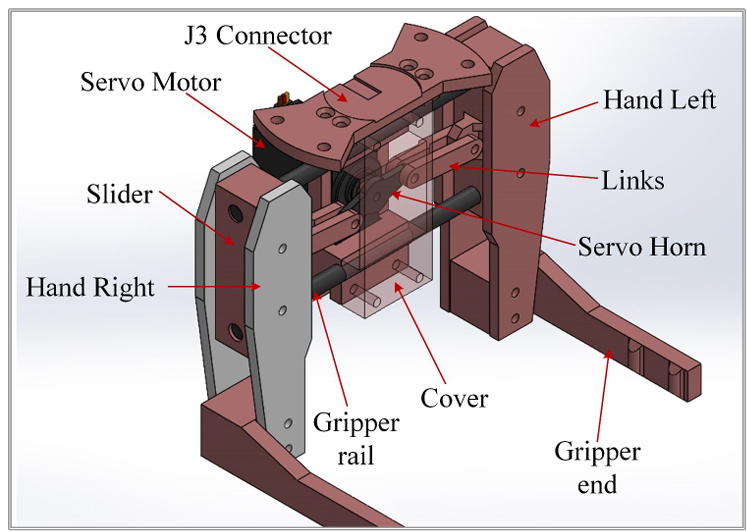 J3 Connector
Servo Motor
Hand Left
Slider
Links
Servo Horn
Hand Right
Cover
Gripper
rail
Gripper
end